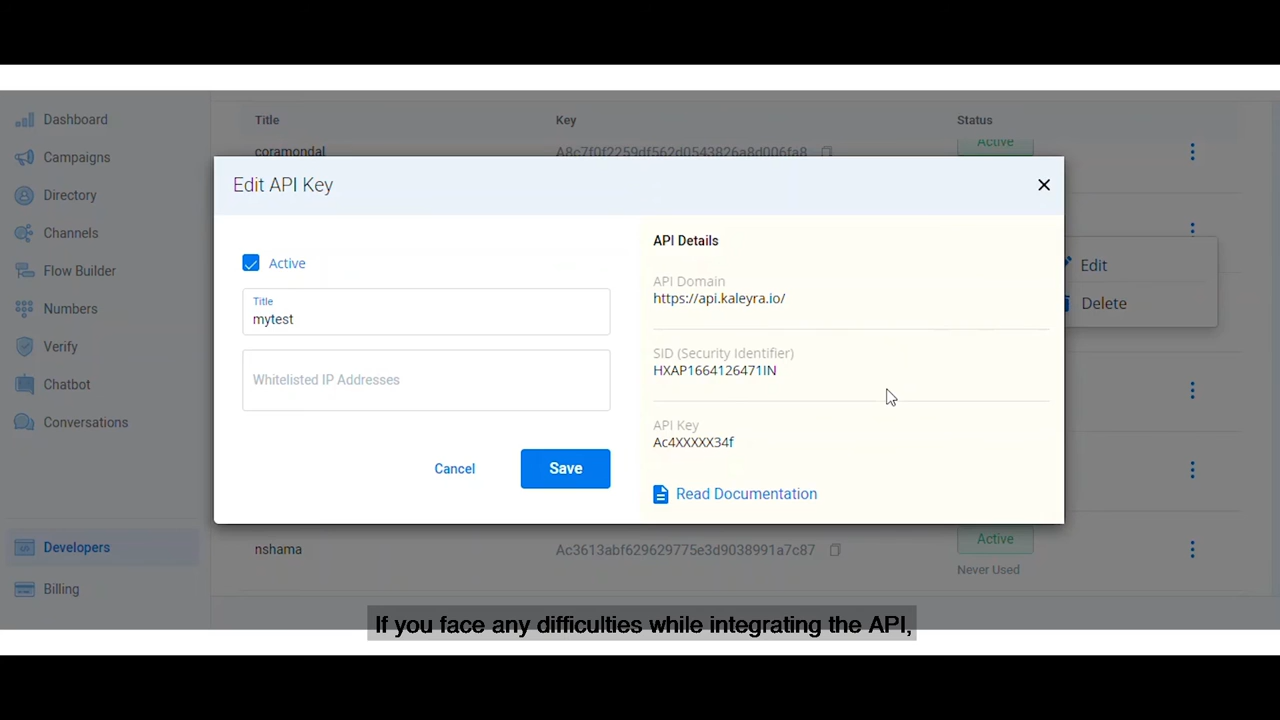 Dashboard
Campaigns
Directory
Channels
Flow Builder
Numbers
Verify
Chatbot
Conversations
Developers
Billing
Title Key Status
coramondal A8c7f0f2259df562d0543826a8d006fa8 Active
Edit API Key
Active
Title
mytest
Whitelisted IP Addresses
Cancel Save
API Details
API Domain
https://api.kaleyra.io/
SID (Security Identifier)
HXAP1664126471IN
API Key
Ac4XXXXX34f
Read Documentation
Edit
Delete
nshama Ac3613abf629629775e3d9038991a7c87 Active
Never Used
If you face any difficulties while integrating the API,